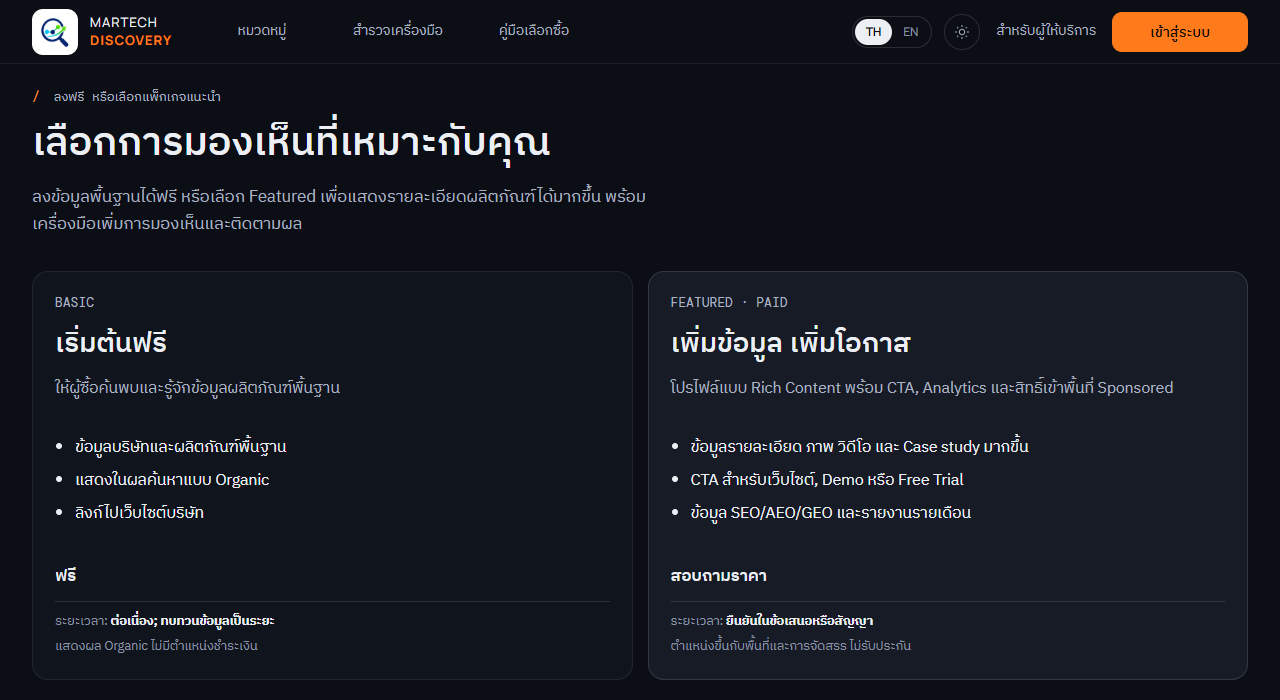 MARTECH
DISCOVERY
หมวดหมู่
สำรวจเครื่องมือ
คู่มือเลือกซื้อ
TH
EN
สำหรับผู้ให้บริการ
เข้าสู่ระบบ
/ ลงฟรี หรือเลือกแพ็กเกจแนะนำ
เลือกการมองเห็นที่เหมาะกับคุณ
ลงข้อมูลพื้นฐานได้ฟรี หรือเลือก Featured เพื่อแสดงรายละเอียดผลิตภัณฑ์ได้มากขึ้น พร้อม
เครื่องมือเพิ่มการมองเห็นและติดตามผล
BASIC
เริ่มต้นฟรี
ให้ผู้ซื้อค้นพบและรู้จักข้อมูลผลิตภัณฑ์พื้นฐาน
• ข้อมูลบริษัทและผลิตภัณฑ์พื้นฐาน
• แสดงในผลค้นหาแบบ Organic
• ลิงก์ไปเว็บไซต์บริษัท
ฟรี
ระยะเวลา: ต่อเนื่อง; ทบทวนข้อมูลเป็นระยะ
แสดงผล Organic ไม่มีตำแหน่งชำระเงิน
FEATURED · PAID
เพิ่มข้อมูล เพิ่มโอกาส
โปรไฟล์แบบ Rich Content พร้อม CTA, Analytics และสิทธิ์เข้าพื้นที่ Sponsored
• ข้อมูลรายละเอียด ภาพ วิดีโอ และ Case study มากขึ้น
• CTA สำหรับเว็บไซต์, Demo หรือ Free Trial
• ข้อมูล SEO/AEO/GEO และรายงานรายเดือน
สอบถามราคา
ระยะเวลา: ยืนยันในข้อเสนอหรือสัญญา
ตำแหน่งขึ้นกับพื้นที่และการจัดสรร ไม่รับประกัน